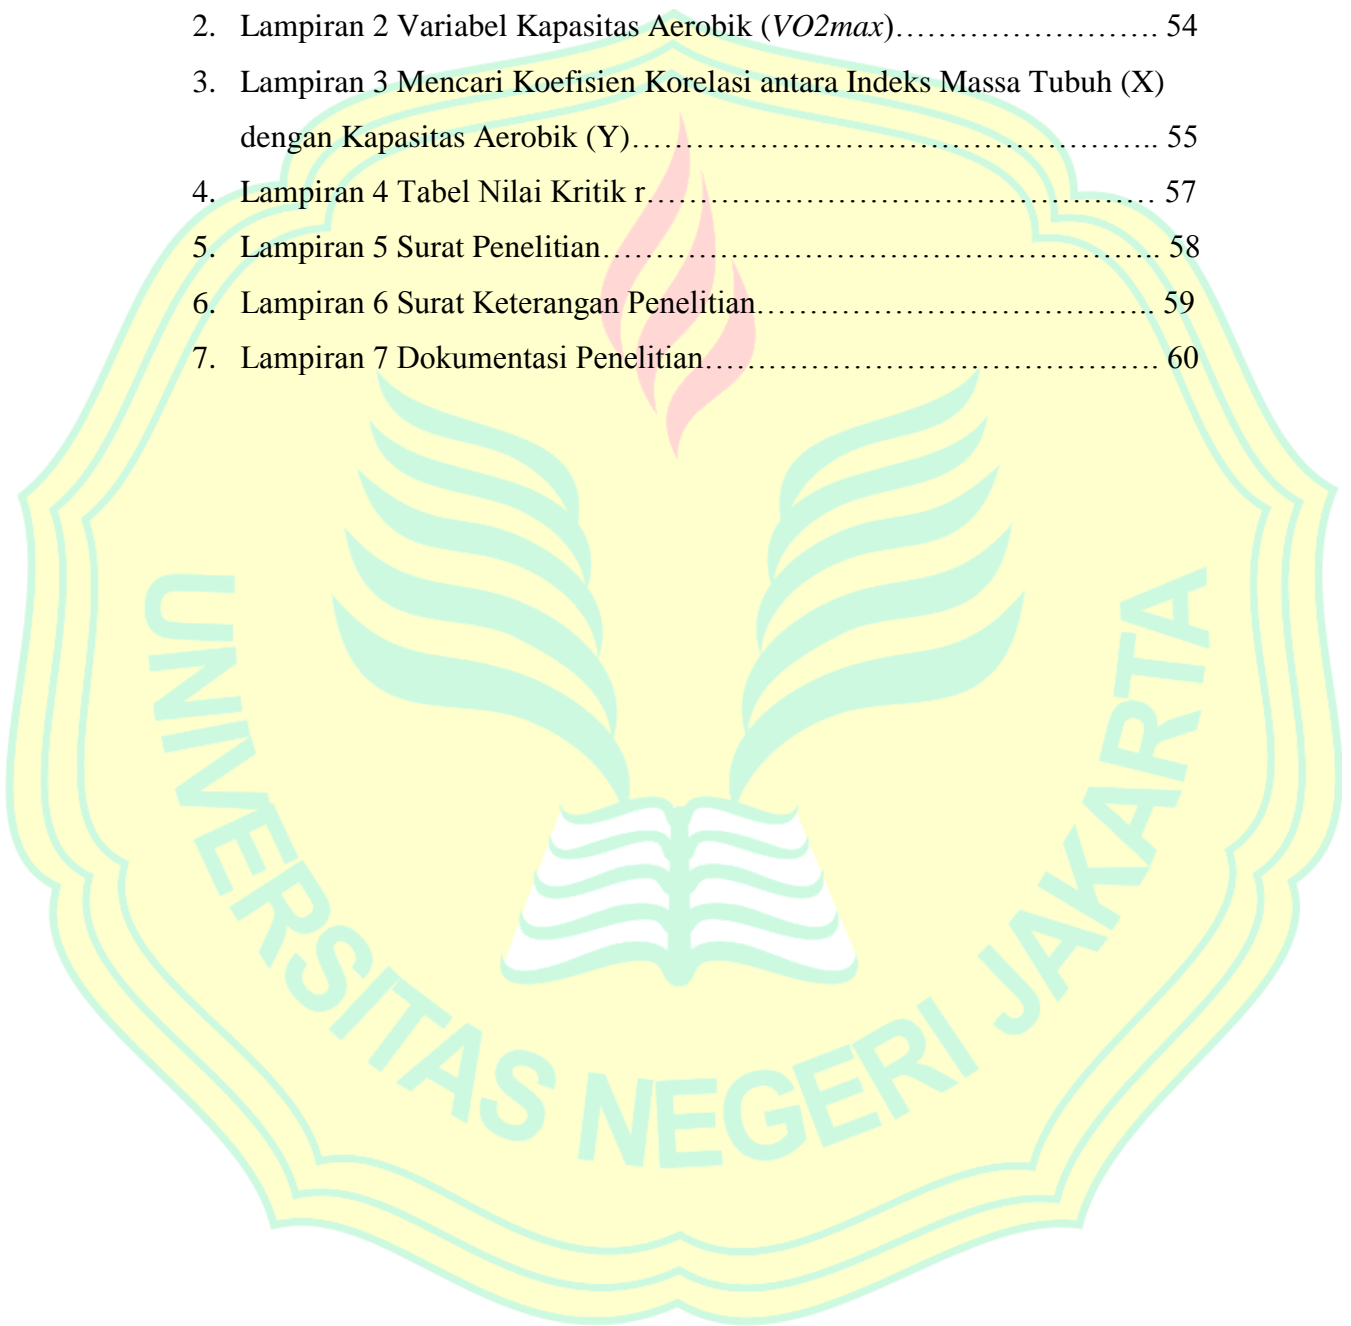 2. Lampiran 2 Variabel Kapasitas Aerobik (VO2max)……………………. 54
3. Lampiran 3 Mencari Koefisien Korelasi antara Indeks Massa Tubuh (X)
dengan Kapasitas Aerobik (Y)………………………………………….. 55
4. Lampiran 4 Tabel Nilai Kritik r………………………………………… 57
5. Lampiran 5 Surat Penelitian…………………………………………….. 58
6. Lampiran 6 Surat Keterangan Penelitian……………………………….. 59
7. Lampiran 7 Dokumentasi Penelitian……………………………………. 60
UNIVERSITAS NEGERI JAKARTA